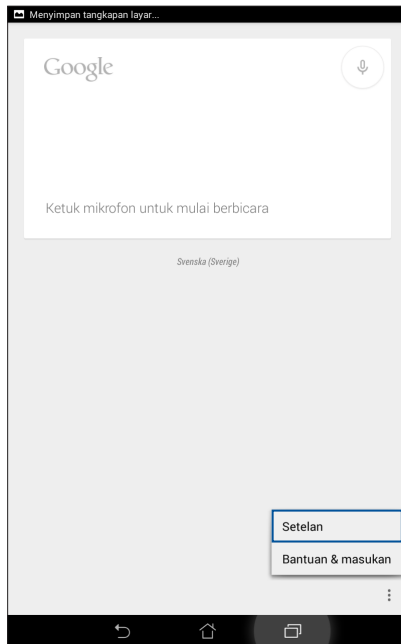 Menyimpan tangkapan layar...
Google
Ketuk mikrofon untuk mulai berbicara
Svenska (Sverige)
Setelan
Bantuan & masukan